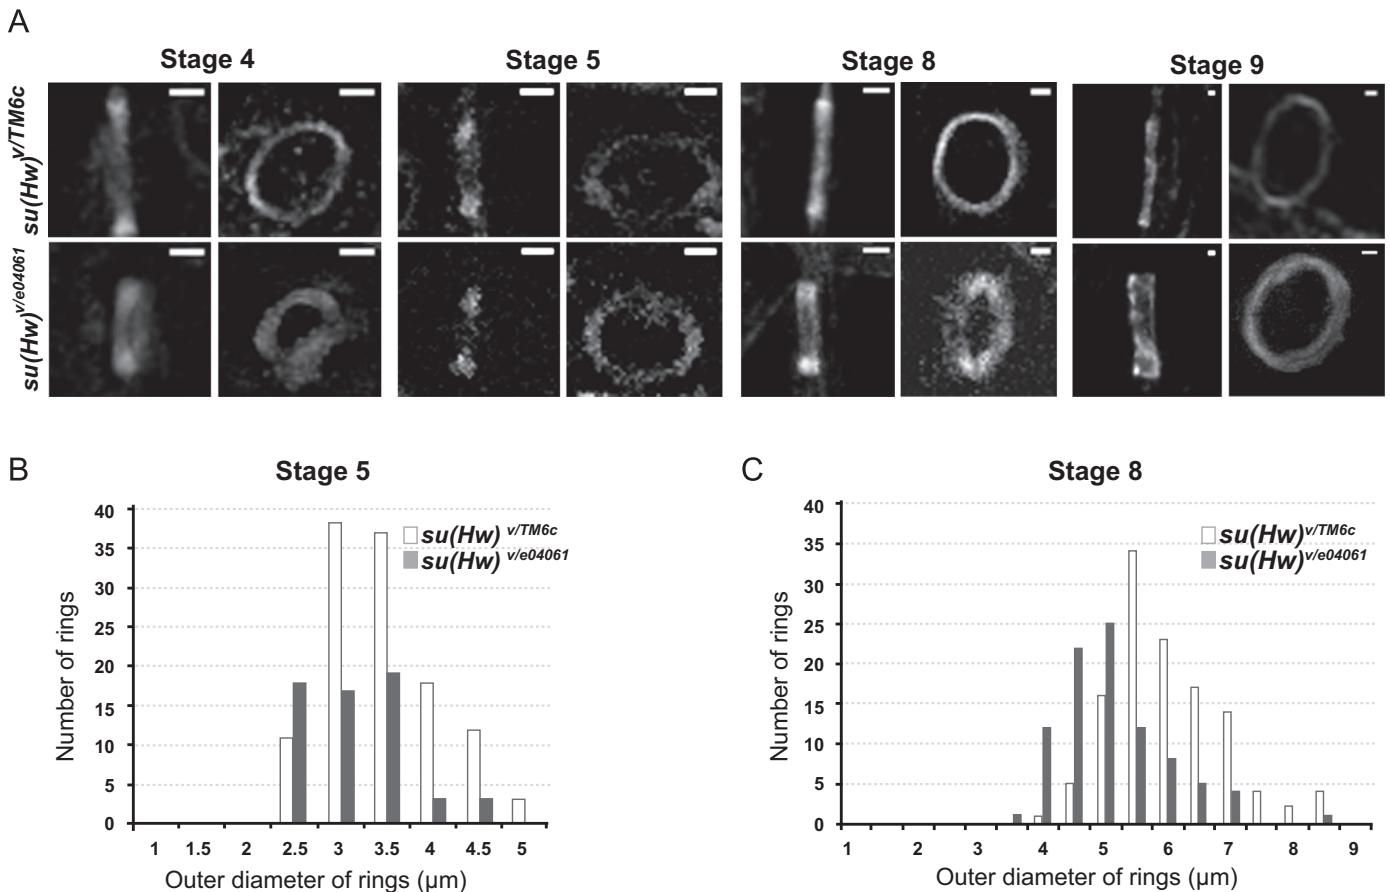 A
Stage 4
Stage 5
Stage 8
Stage 9
su(Hw)v/TM6c
su(Hw)v/e04061
B
Stage 5
40
35
30
25
20
15
10
5
0
Number of rings
su(Hw) v/TM6c
su(Hw) v/e04061
1 1.5 2 2.5 3 3.5 4 4.5 5
Outer diameter of rings (µm)
C
Stage 8
40
35
30
25
20
15
10
5
0
Number of rings
su(Hw)v/TM6c
su(Hw)v/e04061
1 2 3 4 5 6 7 8 9
Outer diameter of rings (µm)